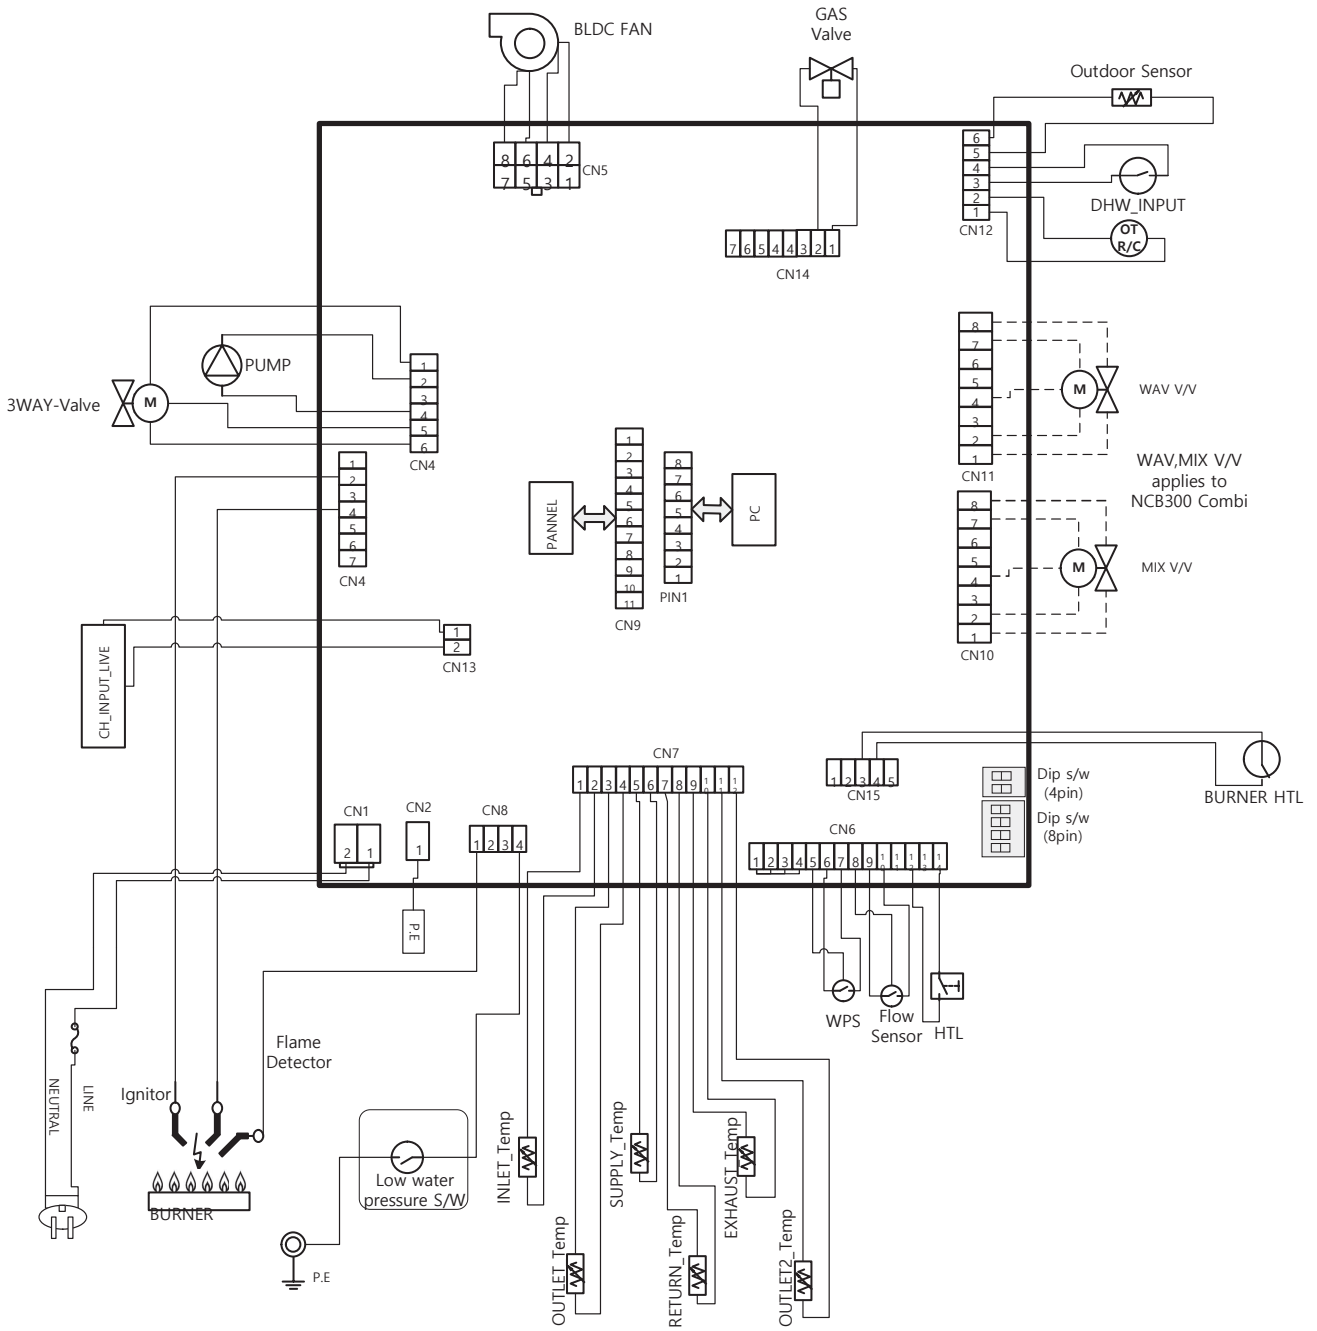 BLDC FAN
GAS
Valve
Outdoor Sensor
8 6 4 2
7 5 3 1
CN5
6
5
4
3
2
1
CN12
DHW_INPUT
OT
R/C
7 6 5 4 4 3 2 1
CN14
PUMP
3WAY-Valve
M
1
2
3
4
5
6
CN4
8
7
6
5
4
3
2
1
CN11
M
WAV V/V
WAV,MIX V/V
applies to
NCB300 Combi
1
2
3
4
5
6
7
CN4
PANNEL
1
2
3
4
5
6
7
8
9
10
11
CN9
8
7
6
5
4
3
2
1
PIN1
PC
8
7
6
5
4
3
2
1
CN10
M
MIX V/V
CH_INPUT_LIVE
1
2
CN13
CN7
1 2 3 4 5 6 7 8 9 10 11 12
1 2 3 4 5
CN15
BURNER HTL
Dip s/w
(4pin)
Dip s/w
(8pin)
CN1
2 1
CN2
1
CN8
1 2 3 4
CN6
1 2 3 4 5 6 7 8 9 10 11 12 13 14
P.E
WPS
Flow
Sensor
HTL
NEUTRAL
LINE
Ignitor
Flame
Detector
BURNER
Low water
pressure S/W
P.E
INLET_Temp
OUTLET_Temp
SUPPLY_Temp
RETURN_Temp
EXHAUST_Temp
OUTLET2_Temp